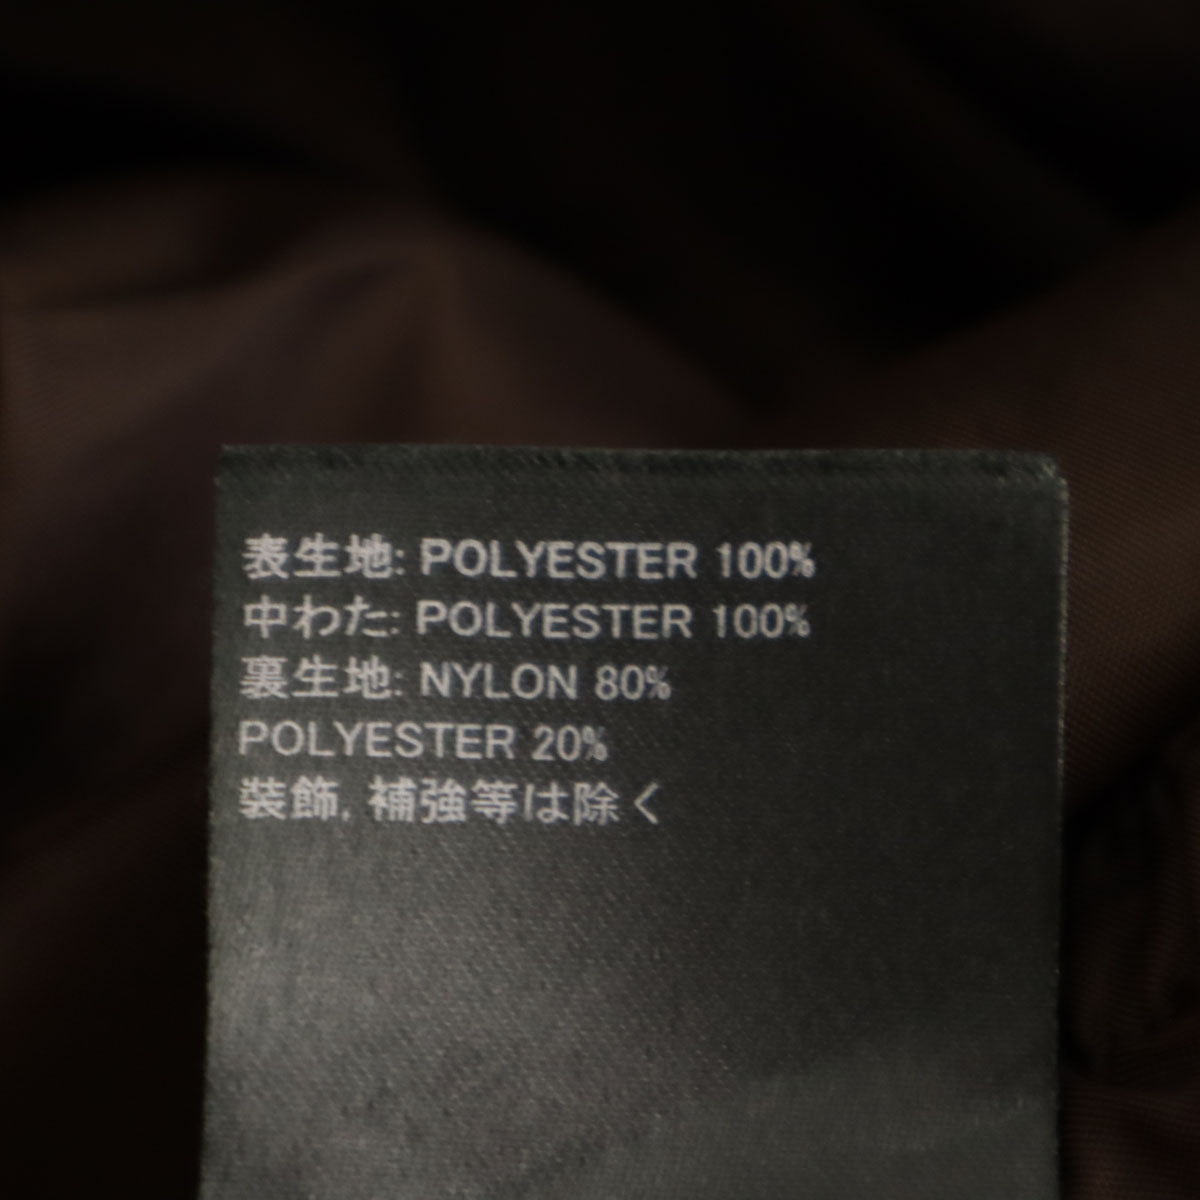 表生地: POLYESTER 100%
中わた: POLYESTER 100%
裏生地: NYLON 80%
POLYESTER 20%
装飾, 補強等は除く